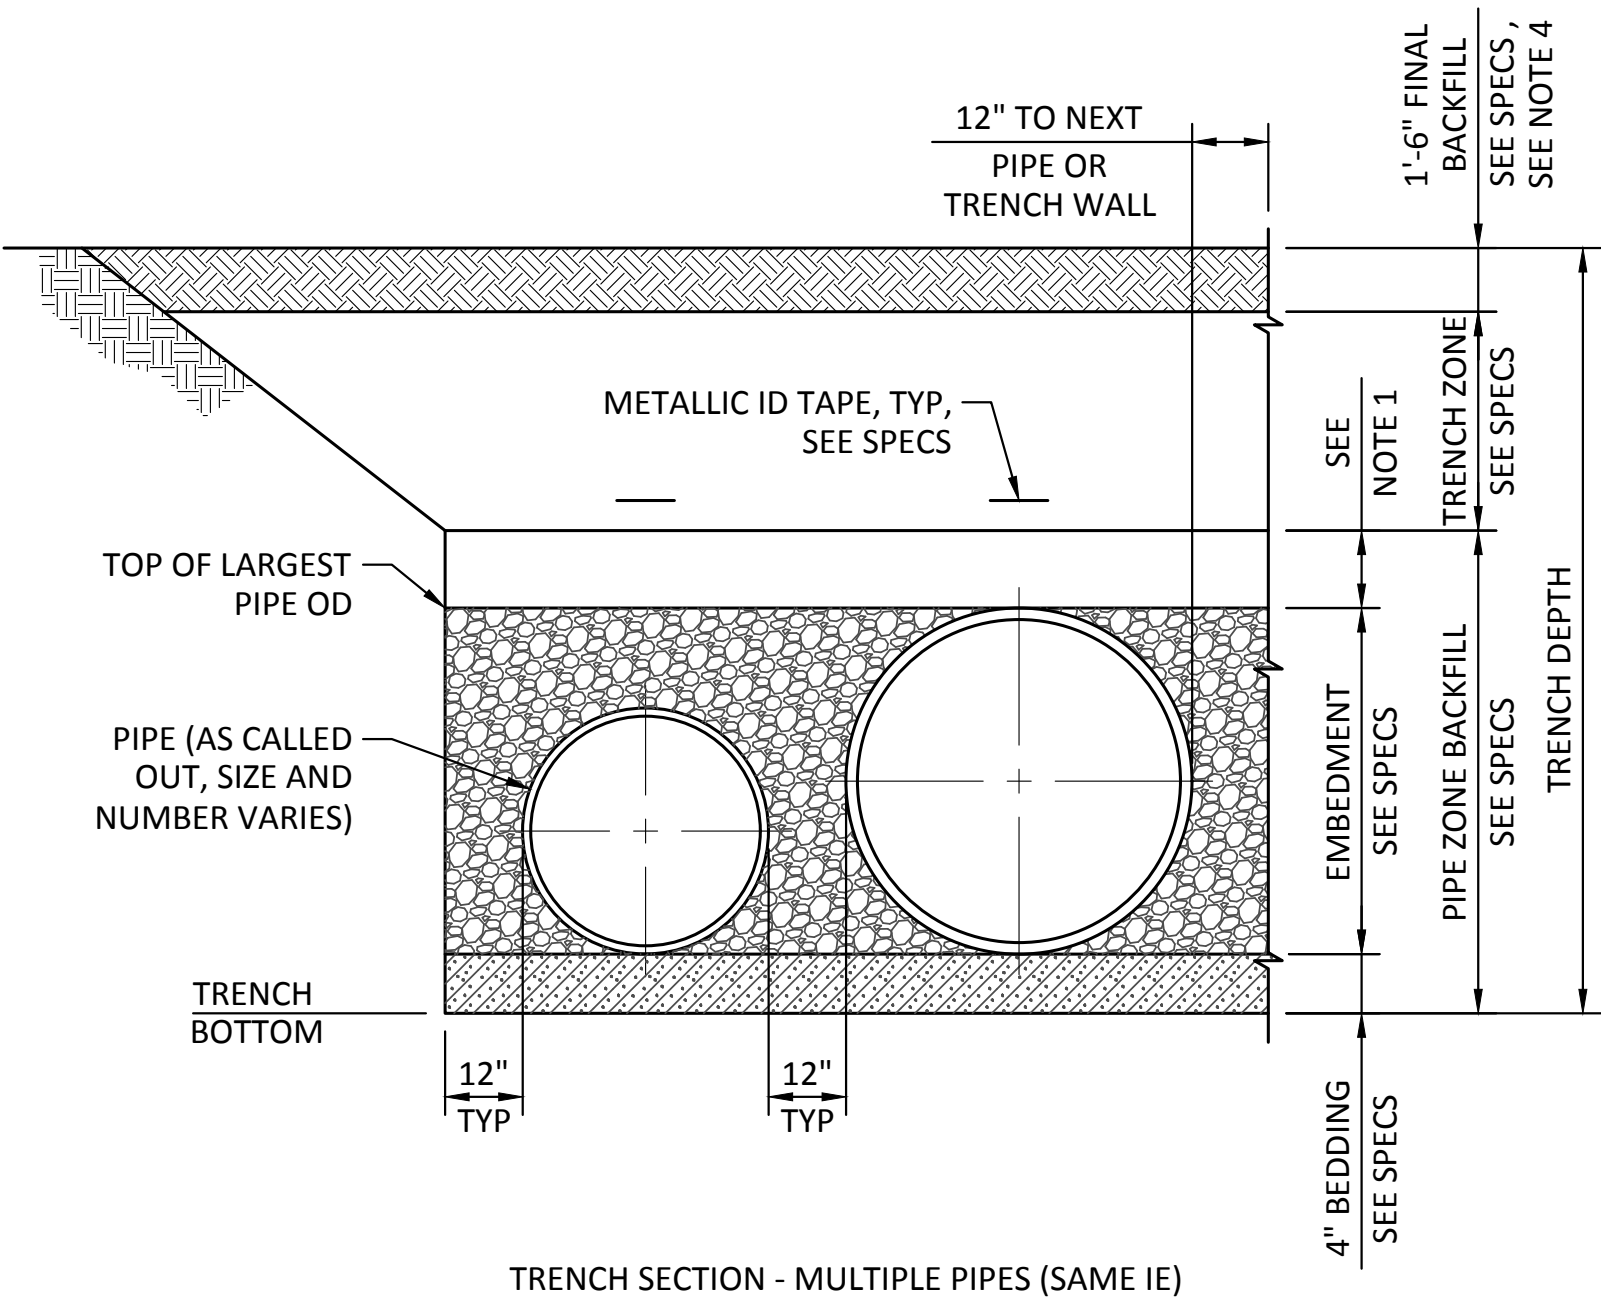 1'-6" FINAL
BACKFILL
SEE SPECS ,
SEE NOTE 4
12" TO NEXT
PIPE OR
TRENCH WALL
METALLIC ID TAPE, TYP,
SEE SPECS
SEE
NOTE 1
TRENCH ZONE
SEE SPECS
TOP OF LARGEST
PIPE OD
PIPE (AS CALLED
OUT, SIZE AND
NUMBER VARIES)
EMBEDMENT
SEE SPECS
PIPE ZONE BACKFILL
SEE SPECS
TRENCH DEPTH
TRENCH
BOTTOM
12"
TYP
12"
TYP
4" BEDDING
SEE SPECS
TRENCH SECTION - MULTIPLE PIPES (SAME IE)